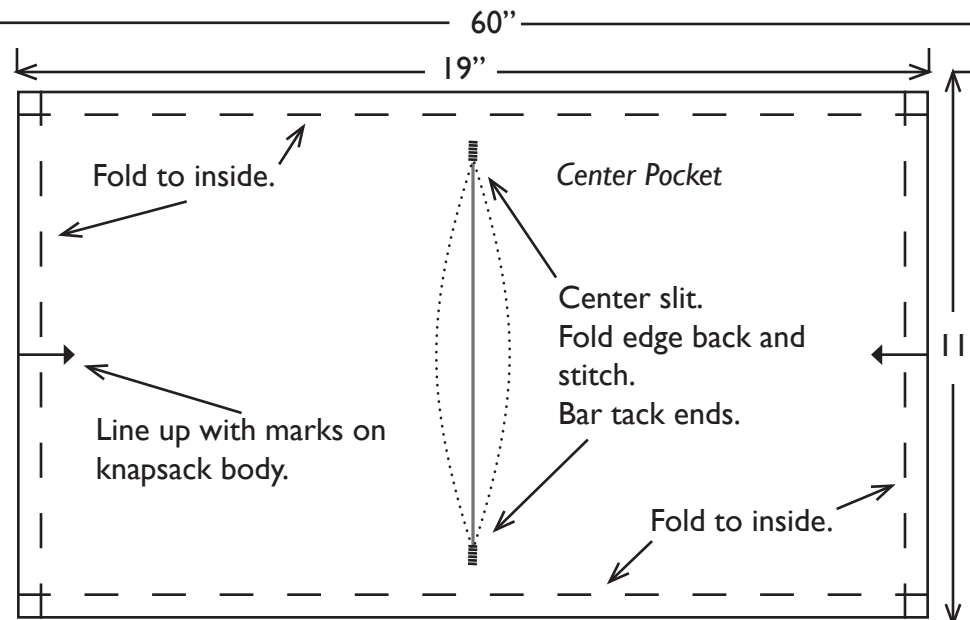 60”
19”
Fold to inside.
Center Pocket
Center slit.
Fold edge back and
stitch.
Bar tack ends.
11
Line up with marks on
knapsack body.
Fold to inside.